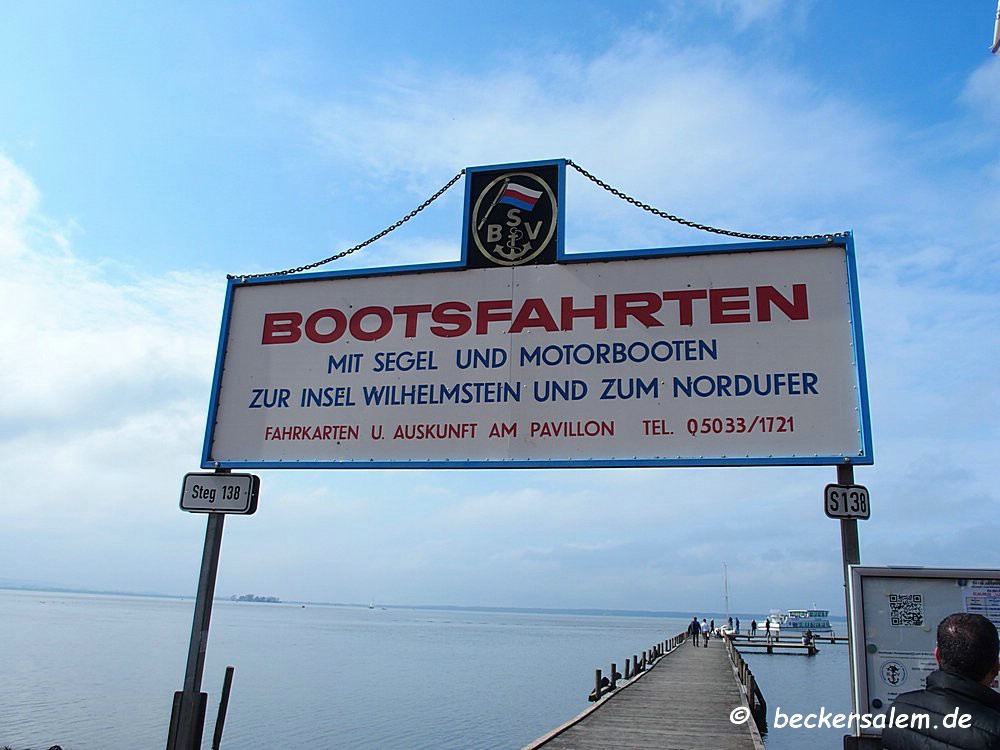 S
B V
BOOTSFAHRTEN
MIT SEGEL UND MOTORBOOTEN
ZUR INSEL WILHELMSTEIN UND ZUM NORDUFER
FAHRKARTEN U. AUSKUNFT AM PAVILLON TEL. 05033/1721
Steg 138
S138
© beckersalem.de